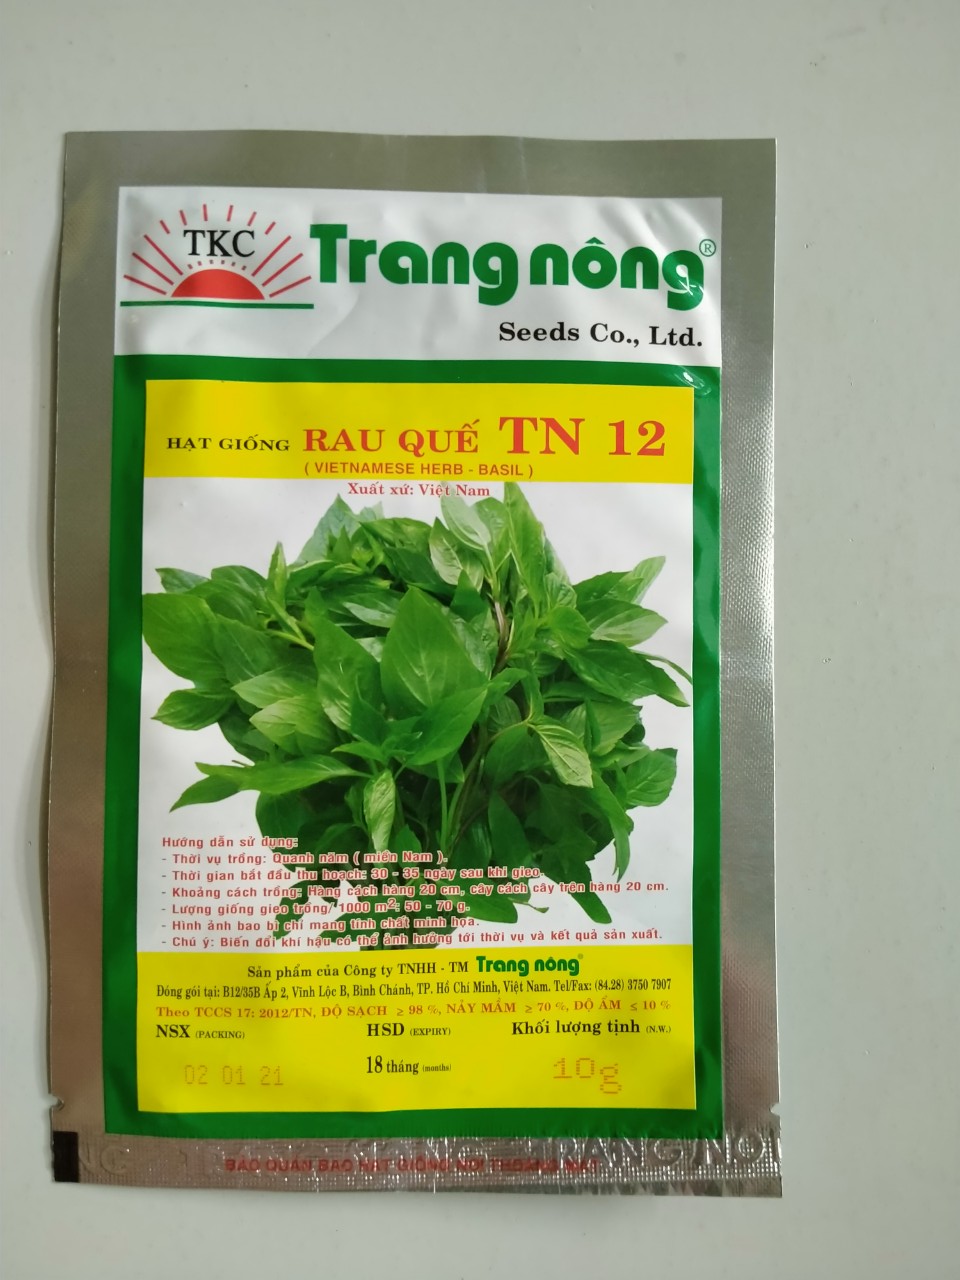 TKC
Trang nông®
Seeds Co., Ltd.
HẠT GIỐNG RAU QUẾ TN 12
( VIETNAMESE HERB - BASIL )
Xuất xứ: Việt Nam
Hướng dẫn sử dụng:
- Thời vụ trồng: Quanh năm ( miền Nam ).
- Thời gian bắt đầu thu hoạch: 30 - 35 ngày sau khi gieo.
- Khoảng cách trồng: Hàng cách hàng 20 cm, cây cách cây trên hàng 20 cm.
- Lượng giống gieo trồng/ 1000 m²: 50 - 70 g.
- Hình ảnh bao bì chỉ mang tính chất minh họa.
- Chú ý: Biến đổi khí hậu có thể ảnh hưởng tới thời vụ và kết quả sản xuất.
Sản phẩm của Công ty TNHH - TM Trang nông®
Đóng gói tại: B12/35B Ấp 2, Vĩnh Lộc B, Bình Chánh, TP. Hồ Chí Minh, Việt Nam. Tel/Fax: (84.28) 3750 7907
Theo TCCS 17: 2012/TN, ĐỘ SẠCH ≥ 98 %, NẢY MẦM ≥ 70 %, ĐỘ ẨM ≤ 10 %
NSX (PACKING) HSD (EXPIRY) Khối lượng tịnh (N.W.)
02 01 21 18 tháng (months) 10g
NG TRANG NÔN
BẢO QUẢN BAO HẠT GIỐNG NƠI THOÁNG MÁT